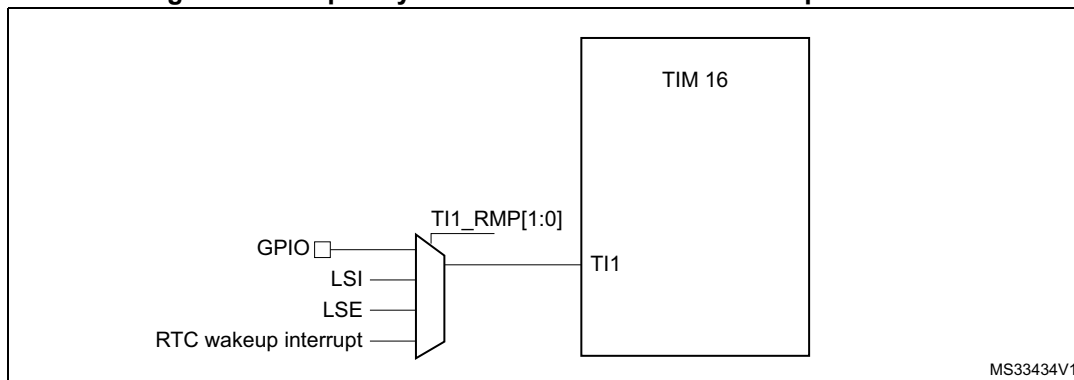 TIM 16
TI1_RMP[1:0]
GPIO
TI1
LSI
LSE
RTC wakeup interrupt
MS33434V1